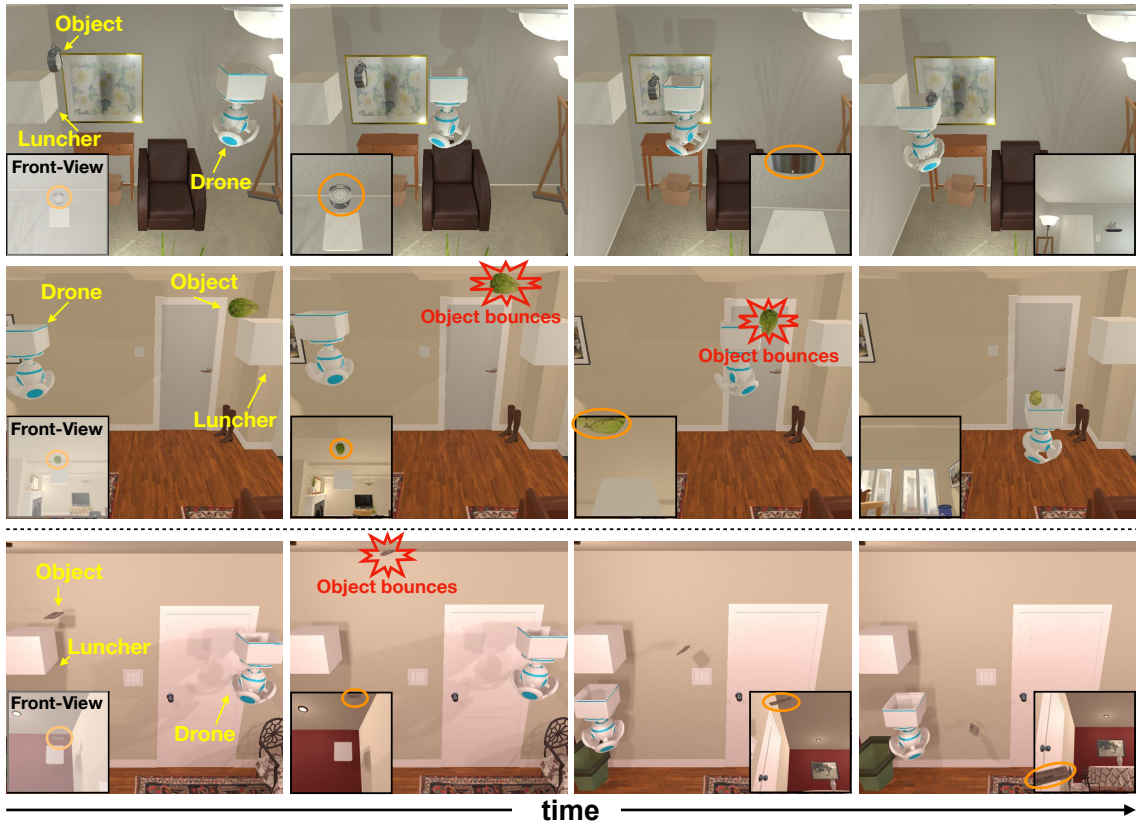 Object
Luncher
Front-View
Drone
Object
Drone
Object bounces
Object bounces
Luncher
Front-View
Object
Object bounces
Luncher
Front-View
Drone
time